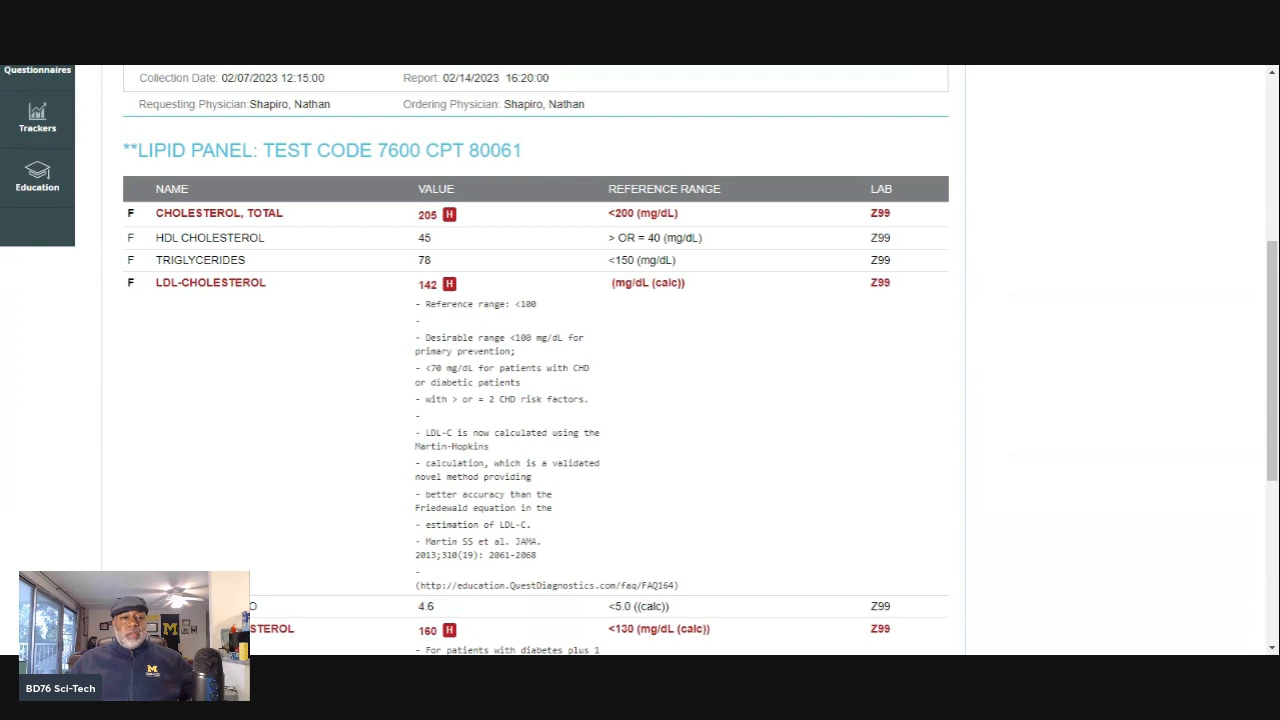 Questionnaires
Trackers
Education
Collection Date: 02/07/2023 12:15:00 Report: 02/14/2023 16:20:00
Requesting Physician:Shapiro, Nathan Ordering Physician: Shapiro, Nathan
**LIPID PANEL: TEST CODE 7600 CPT 80061
NAME VALUE REFERENCE RANGE LAB
F CHOLESTEROL, TOTAL 205 H <200 (mg/dL) Z99
F HDL CHOLESTEROL 45 > OR = 40 (mg/dL) Z99
F TRIGLYCERIDES 78 <150 (mg/dL) Z99
F LDL-CHOLESTEROL 142 H (mg/dL (calc)) Z99
- Reference range: <100
-
- Desirable range <100 mg/dL for
primary prevention;
- <70 mg/dL for patients with CHD
or diabetic patients
- with > or = 2 CHD risk factors.
-
- LDL-C is now calculated using the
Martin-Hopkins
- calculation, which is a validated
novel method providing
- better accuracy than the
Friedewald equation in the
- estimation of LDL-C.
- Martin SS et al. JAMA.
2013;310(19): 2061-2068
-
(http://education.QuestDiagnostics.com/faq/FAQ164)
O 4.6 <5.0 ((calc)) Z99
STEROL 160 H <130 (mg/dL (calc)) Z99
- For patients with diabetes plus 1
M
M
BD76 Sci-Tech